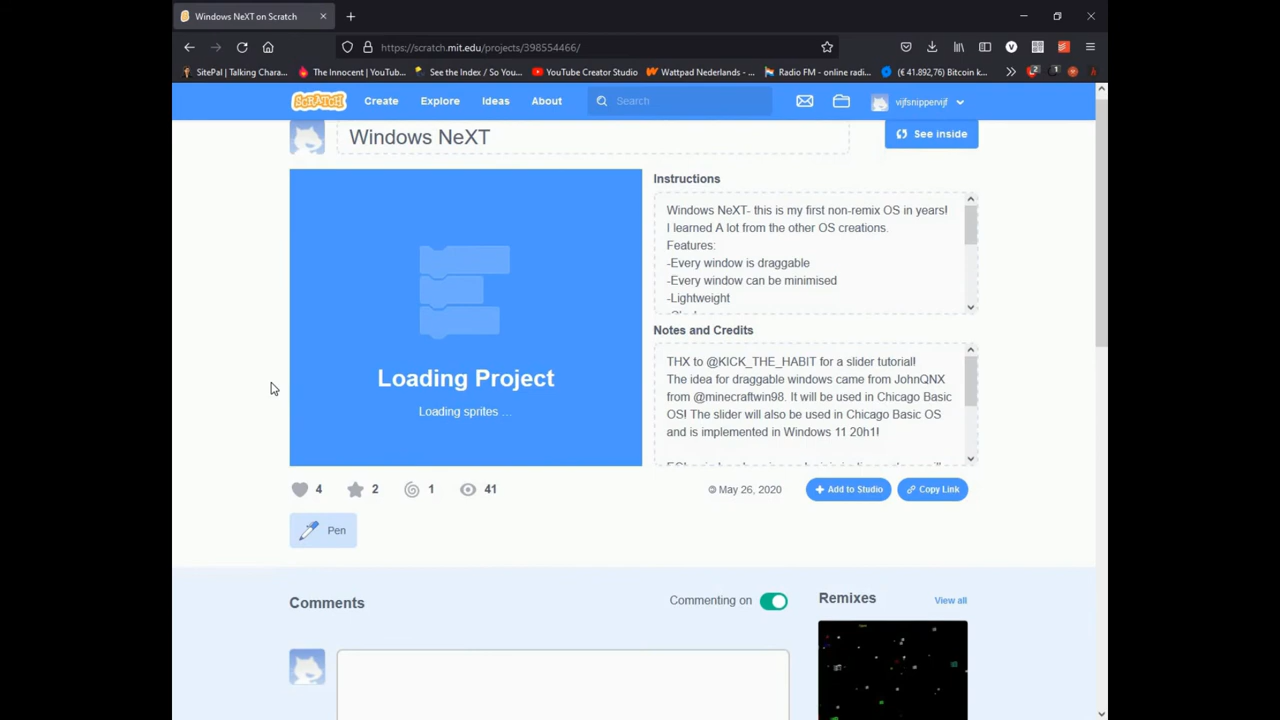 Windows NeXT on Scratch
https://scratch.mit.edu/projects/398554466/
SitePal | Talking Chara...
The Innocent | YouTub...
See the Index / So You...
YouTube Creator Studio
Wattpad Nederlands - ...
Radio FM - online radi...
(€ 41.892,76) Bitcoin k...
2
1
SCRATCH
Create
Explore
Ideas
About
Search
vijfsnippervijf
Windows NeXT
See inside
Instructions
Windows NeXT- this is my first non-remix OS in years!
I learned A lot from the other OS creations.
Features:
-Every window is draggable
-Every window can be minimised
-Lightweight
Loading Project
Loading sprites ...
Notes and Credits
THX to @KICK_THE_HABIT for a slider tutorial!
The idea for draggable windows came from JohnQNX
from @minecraftwin98. It will be used in Chicago Basic
OS! The slider will also be used in Chicago Basic OS
and is implemented in Windows 11 20h1!
4
2
1
41
May 26, 2020
Add to Studio
Copy Link
Pen
Comments
Commenting on
Remixes
View all